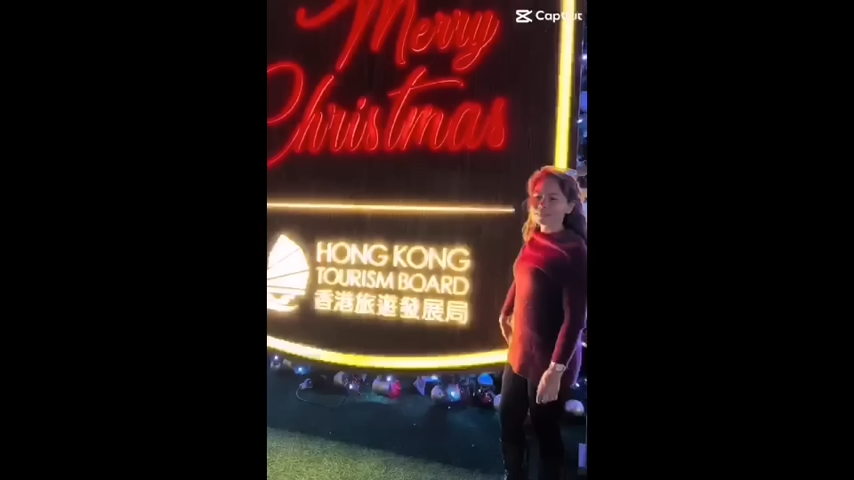 CapCut
Merry
Christmas
HONG KONG
TOURISM BOARD
香港旅遊發展局